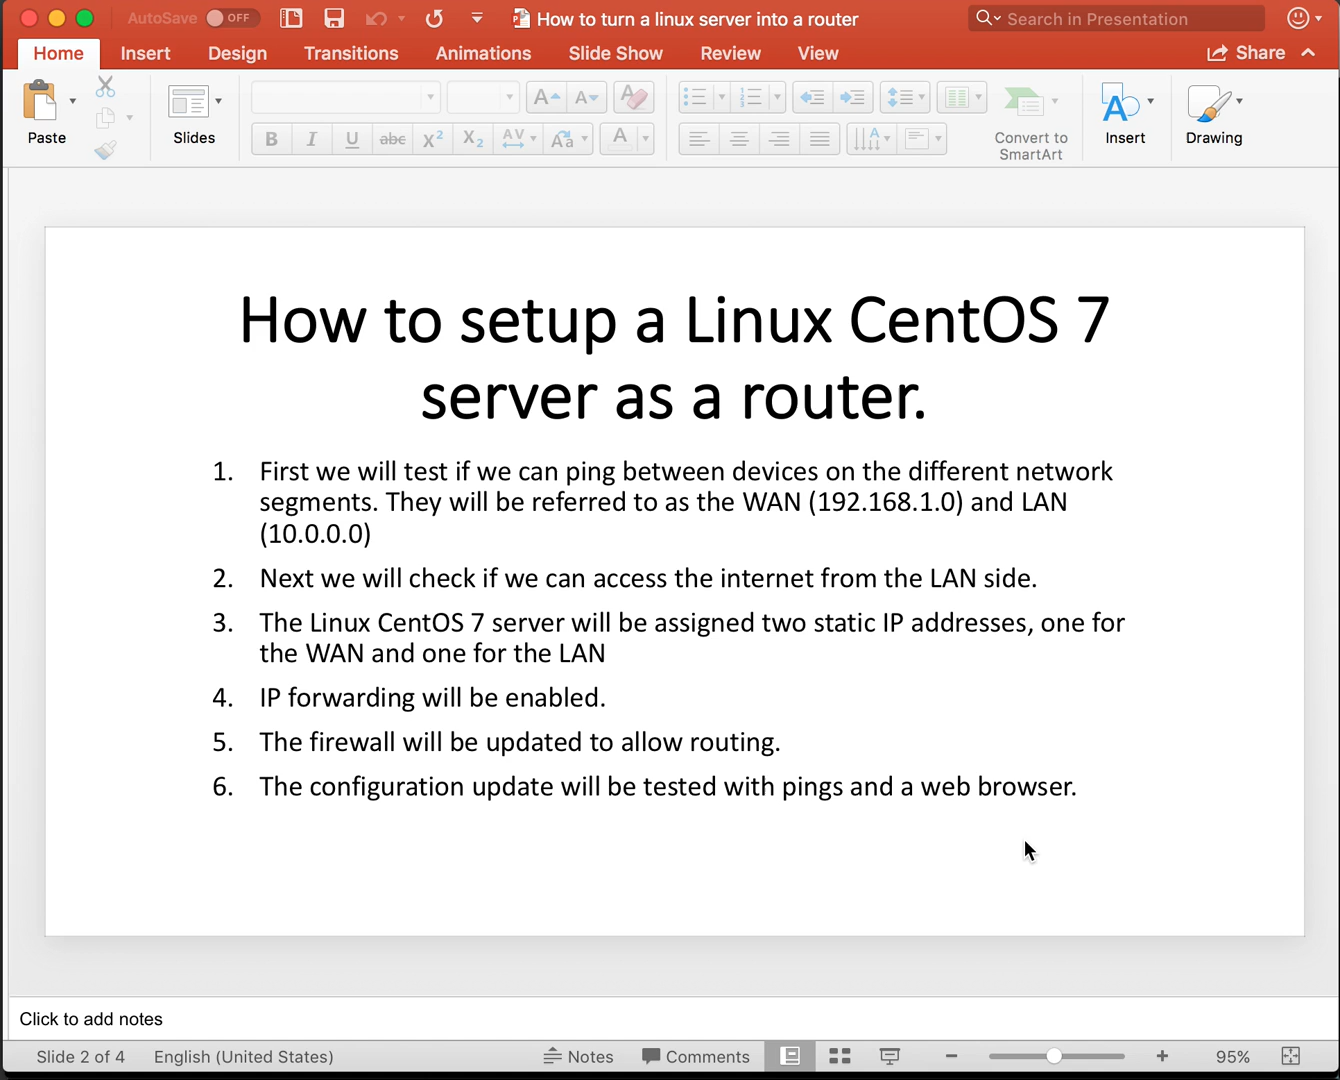 AutoSave OFF How to turn a linux server into a router Search in Presentation
Home Insert Design Transitions Animations Slide Show Review View Share
Paste Slides Convert to SmartArt Insert Drawing
A A A
B I U abc X² X₂ AV Aa A A
How to setup a Linux CentOS 7
server as a router.
1. First we will test if we can ping between devices on the different network
segments. They will be referred to as the WAN (192.168.1.0) and LAN
(10.0.0.0)
2. Next we will check if we can access the internet from the LAN side.
3. The Linux CentOS 7 server will be assigned two static IP addresses, one for
the WAN and one for the LAN
4. IP forwarding will be enabled.
5. The firewall will be updated to allow routing.
6. The configuration update will be tested with pings and a web browser.
Click to add notes
Slide 2 of 4 English (United States) Notes Comments 95%